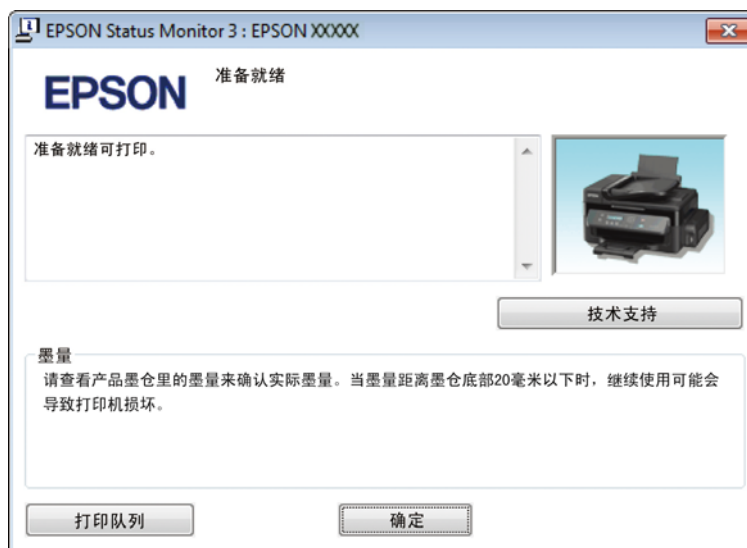 EPSON Status Monitor 3 : EPSON XXXXX
EPSON
准备就绪
准备就绪可打印。
技术支持
墨量
请查看产品墨仓里的墨量来确认实际墨量。当墨量距离墨仓底部20毫米以下时，继续使用可能会
导致打印机损坏。
打印队列
确定